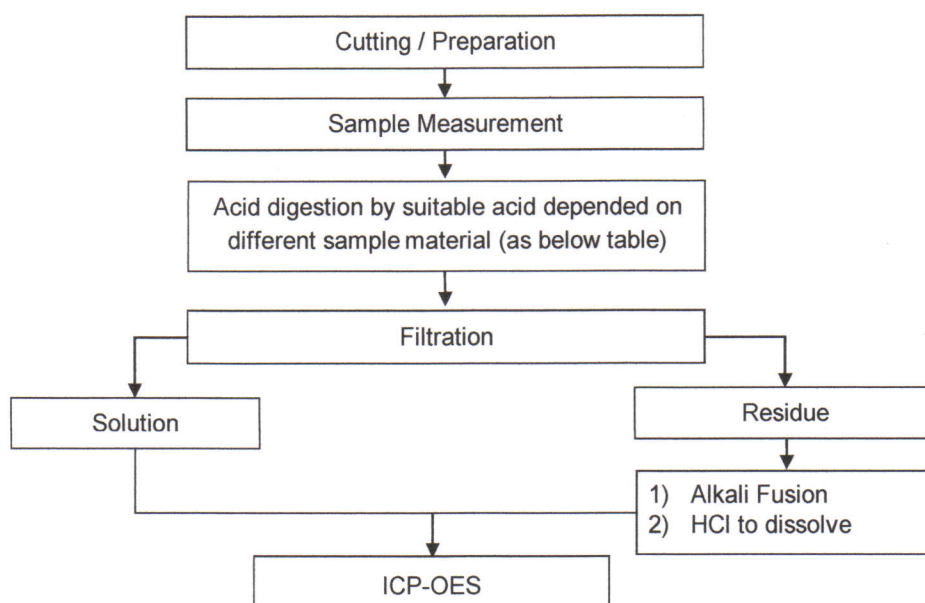 Cutting / Preparation
Sample Measurement
Acid digestion by suitable acid depended on
different sample material (as below table)
Filtration
Solution
Residue
1) Alkali Fusion
2) HCl to dissolve
ICP-OES